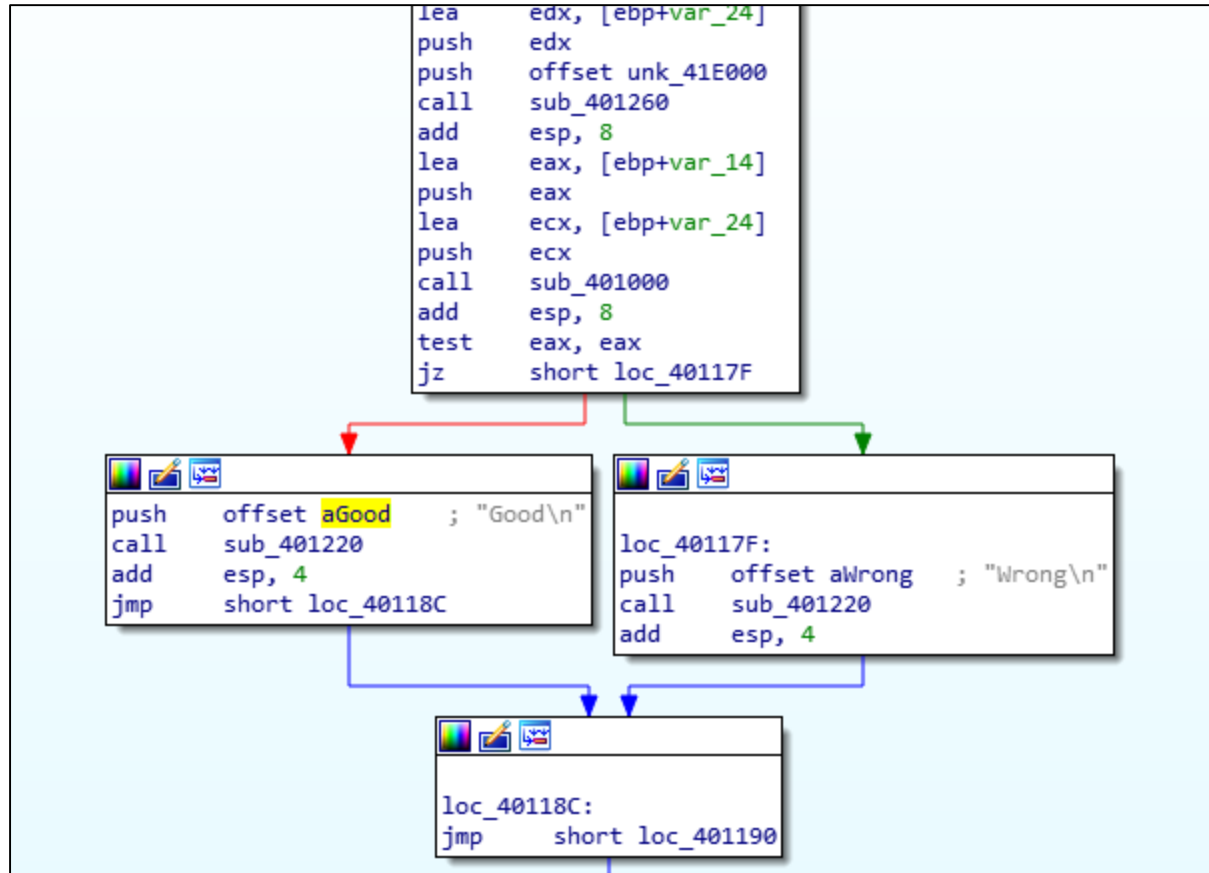 lea edx, [ebp+var_24]
push edx
push offset unk_41E000
call sub_401260
add esp, 8
lea eax, [ebp+var_14]
push eax
lea ecx, [ebp+var_24]
push ecx
call sub_401000
add esp, 8
test eax, eax
jz short loc_40117F
push offset aGood ; "Good\n"
call sub_401220
add esp, 4
jmp short loc_40118C
loc_40117F:
push offset aWrong ; "Wrong\n"
call sub_401220
add esp, 4
loc_40118C:
jmp short loc_401190